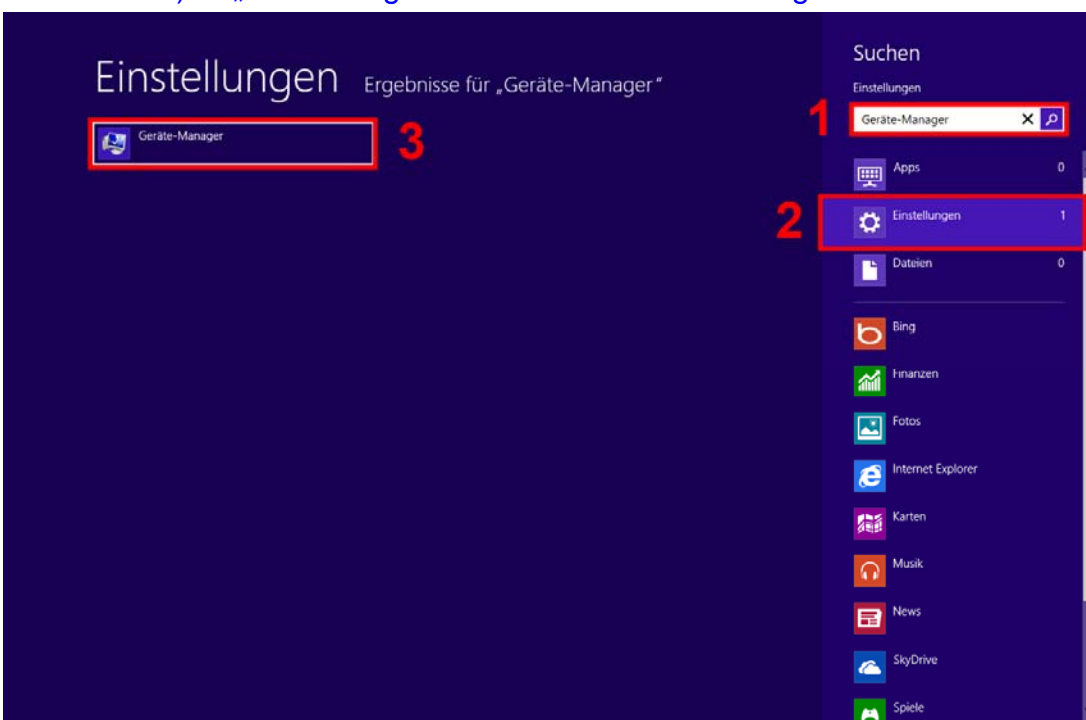 Einstellungen Ergebnisse für „Geräte-Manager“
Geräte-Manager
3
Suchen
Einstellungen
1
Geräte-Manager
Apps 0
2
Einstellungen 1
Dateien 0
Bing
Finanzen
Fotos
Internet Explorer
Karten
Musik
News
SkyDrive
Spiele